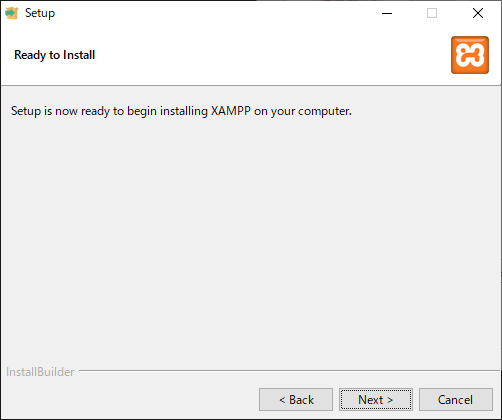 Setup
Ready to Install
Setup is now ready to begin installing XAMPP on your computer.
InstallBuilder
< Back
Next >
Cancel